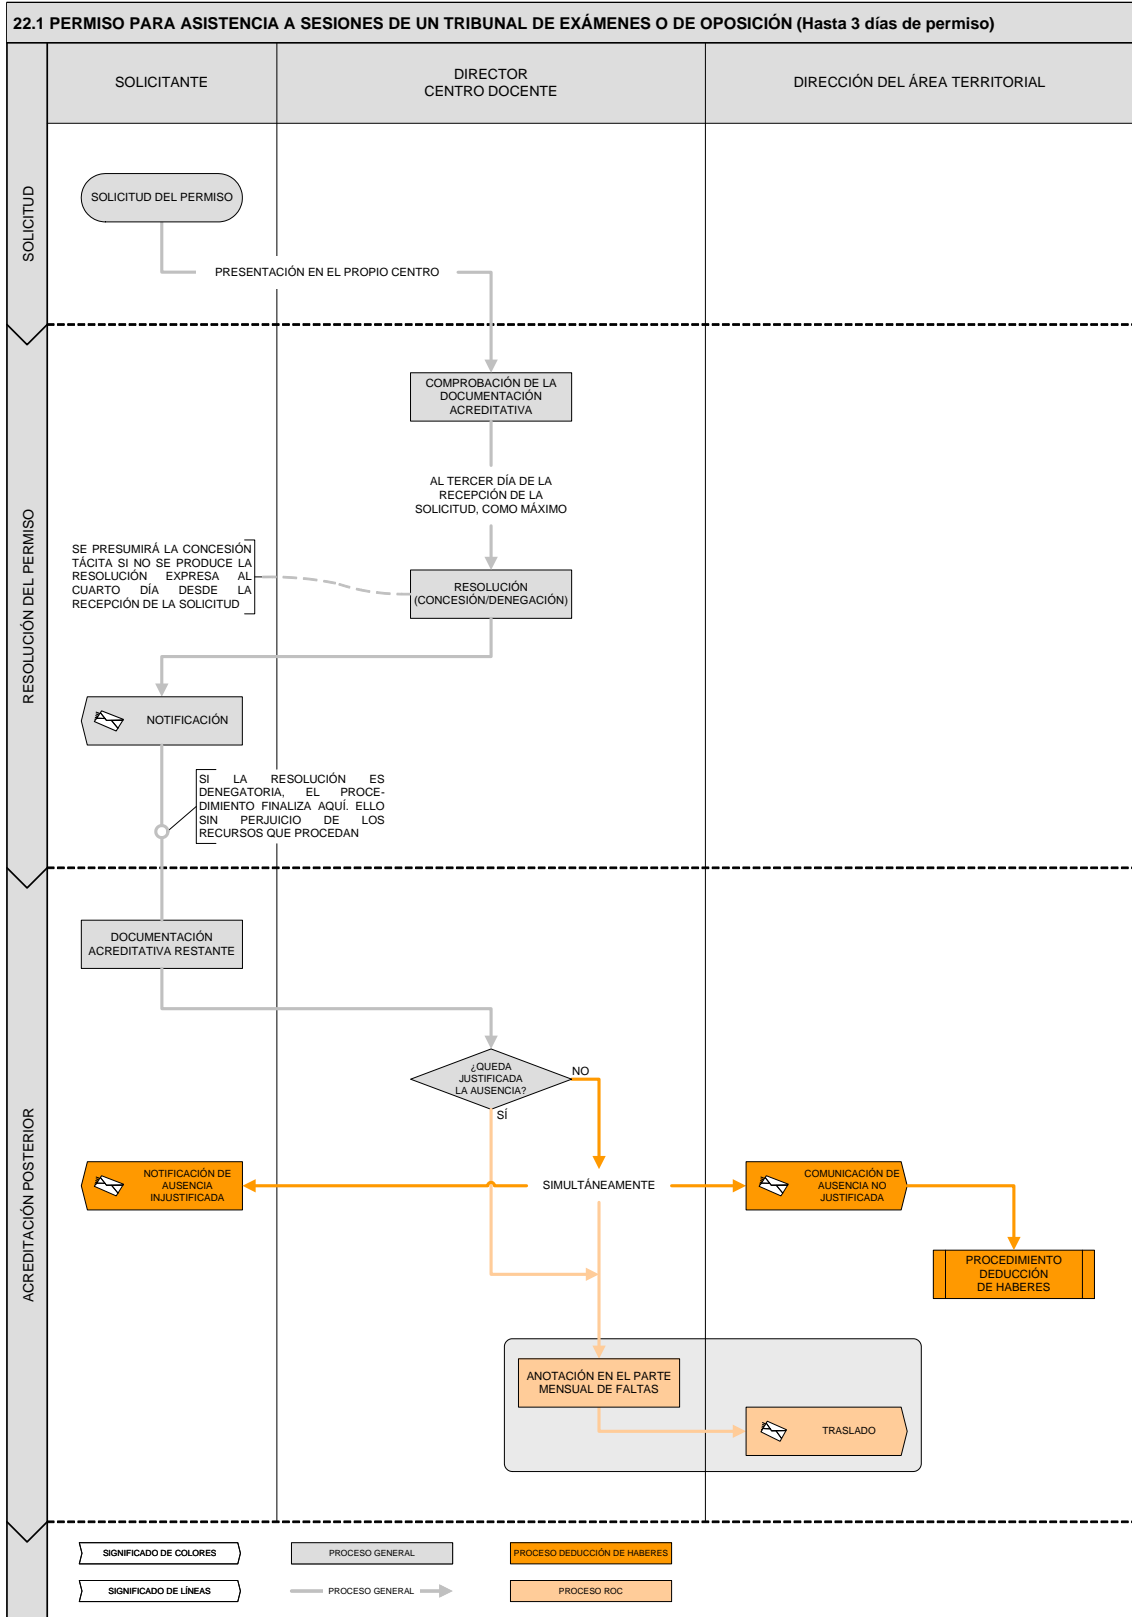 22.1 PERMISO PARA ASISTENCIA A SESIONES DE UN TRIBUNAL DE EXÁMENES O DE OPOSICIÓN (Hasta 3 días de permiso)
SOLICITANTE
DIRECTOR
CENTRO DOCENTE
DIRECCIÓN DEL ÁREA TERRITORIAL
SOLICITUD
SOLICITUD DEL PERMISO
PRESENTACIÓN EN EL PROPIO CENTRO
RESOLUCIÓN DEL PERMISO
COMPROBACIÓN DE LA
DOCUMENTACIÓN
ACREDITATIVA
AL TERCER DÍA DE LA
RECEPCIÓN DE LA
SOLICITUD, COMO MÁXIMO
SE PRESUMIRÁ LA CONCESIÓN
TÁCITA SI NO SE PRODUCE LA
RESOLUCIÓN EXPRESA AL
CUARTO DÍA DESDE LA
RECEPCIÓN DE LA SOLICITUD
RESOLUCIÓN
(CONCESIÓN/DENEGACIÓN)
NOTIFICACIÓN
SI LA RESOLUCIÓN ES
DENEGATORIA, EL PROCE-
DIMIENTO FINALIZA AQUÍ. ELLO
SIN PERJUICIO DE LOS
RECURSOS QUE PROCEDAN
ACREDITACIÓN POSTERIOR
DOCUMENTACIÓN
ACREDITATIVA RESTANTE
¿QUEDA
JUSTIFICADA
LA AUSENCIA?
NO
SÍ
NOTIFICACIÓN DE
AUSENCIA
INJUSTIFICADA
SIMULTÁNEAMENTE
COMUNICACIÓN DE
AUSENCIA NO
JUSTIFICADA
PROCEDIMIENTO
DEDUCCIÓN
DE HABERES
ANOTACIÓN EN EL PARTE
MENSUAL DE FALTAS
TRASLADO
SIGNIFICADO DE COLORES
PROCESO GENERAL
PROCESO DEDUCCIÓN DE HABERES
SIGNIFICADO DE LÍNEAS
PROCESO GENERAL
PROCESO ROC